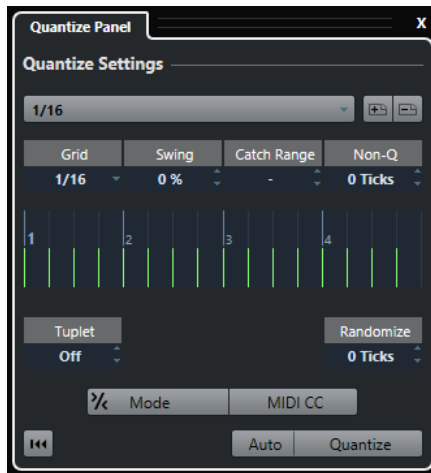 Quantize Panel X
Quantize Settings
1/16
Grid Swing Catch Range Non-Q
1/16 0 % - 0 Ticks
1 2 3 4
Tuplet Randomize
Off 0 Ticks
Mode MIDI CC
Auto Quantize